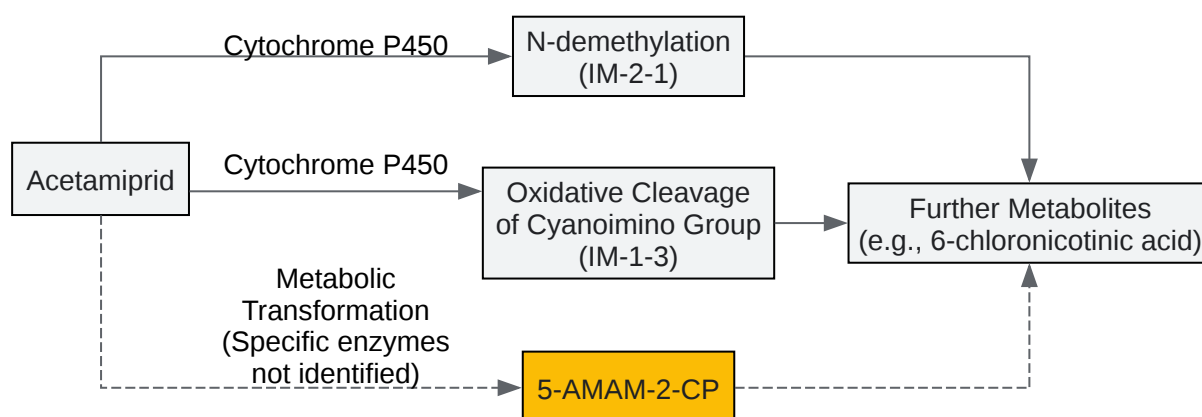 Cytochrome P450
N-demethylation
(IM-2-1)
Acetamiprid
Cytochrome P450
Oxidative Cleavage
of Cyanoimino Group
(IM-1-3)
Further Metabolites
(e.g., 6-chloronicotinic acid)
Metabolic
Transformation
(Specific enzymes
not identified)
5-AMAM-2-CP